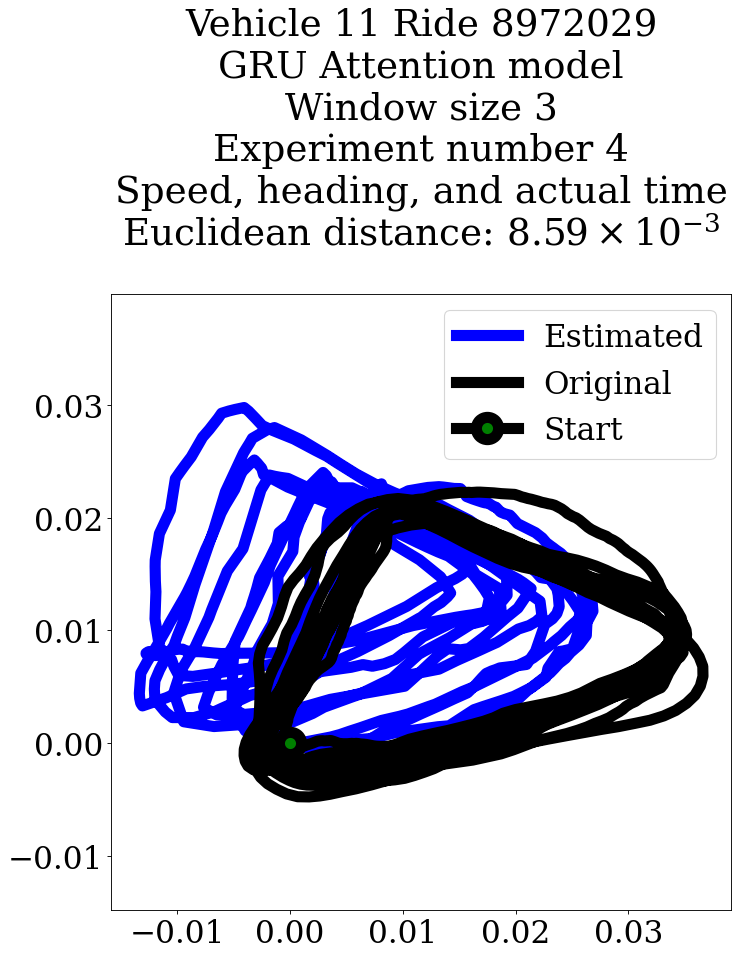 Vehicle 11 Ride 8972029
GRU Attention model
Window size 3
Experiment number 4
Speed, heading, and actual time
Euclidean distance: 8.59 × 10⁻³
Estimated
Original
Start
0.03
0.02
0.01
0.00
−0.01
−0.01 0.00 0.01 0.02 0.03